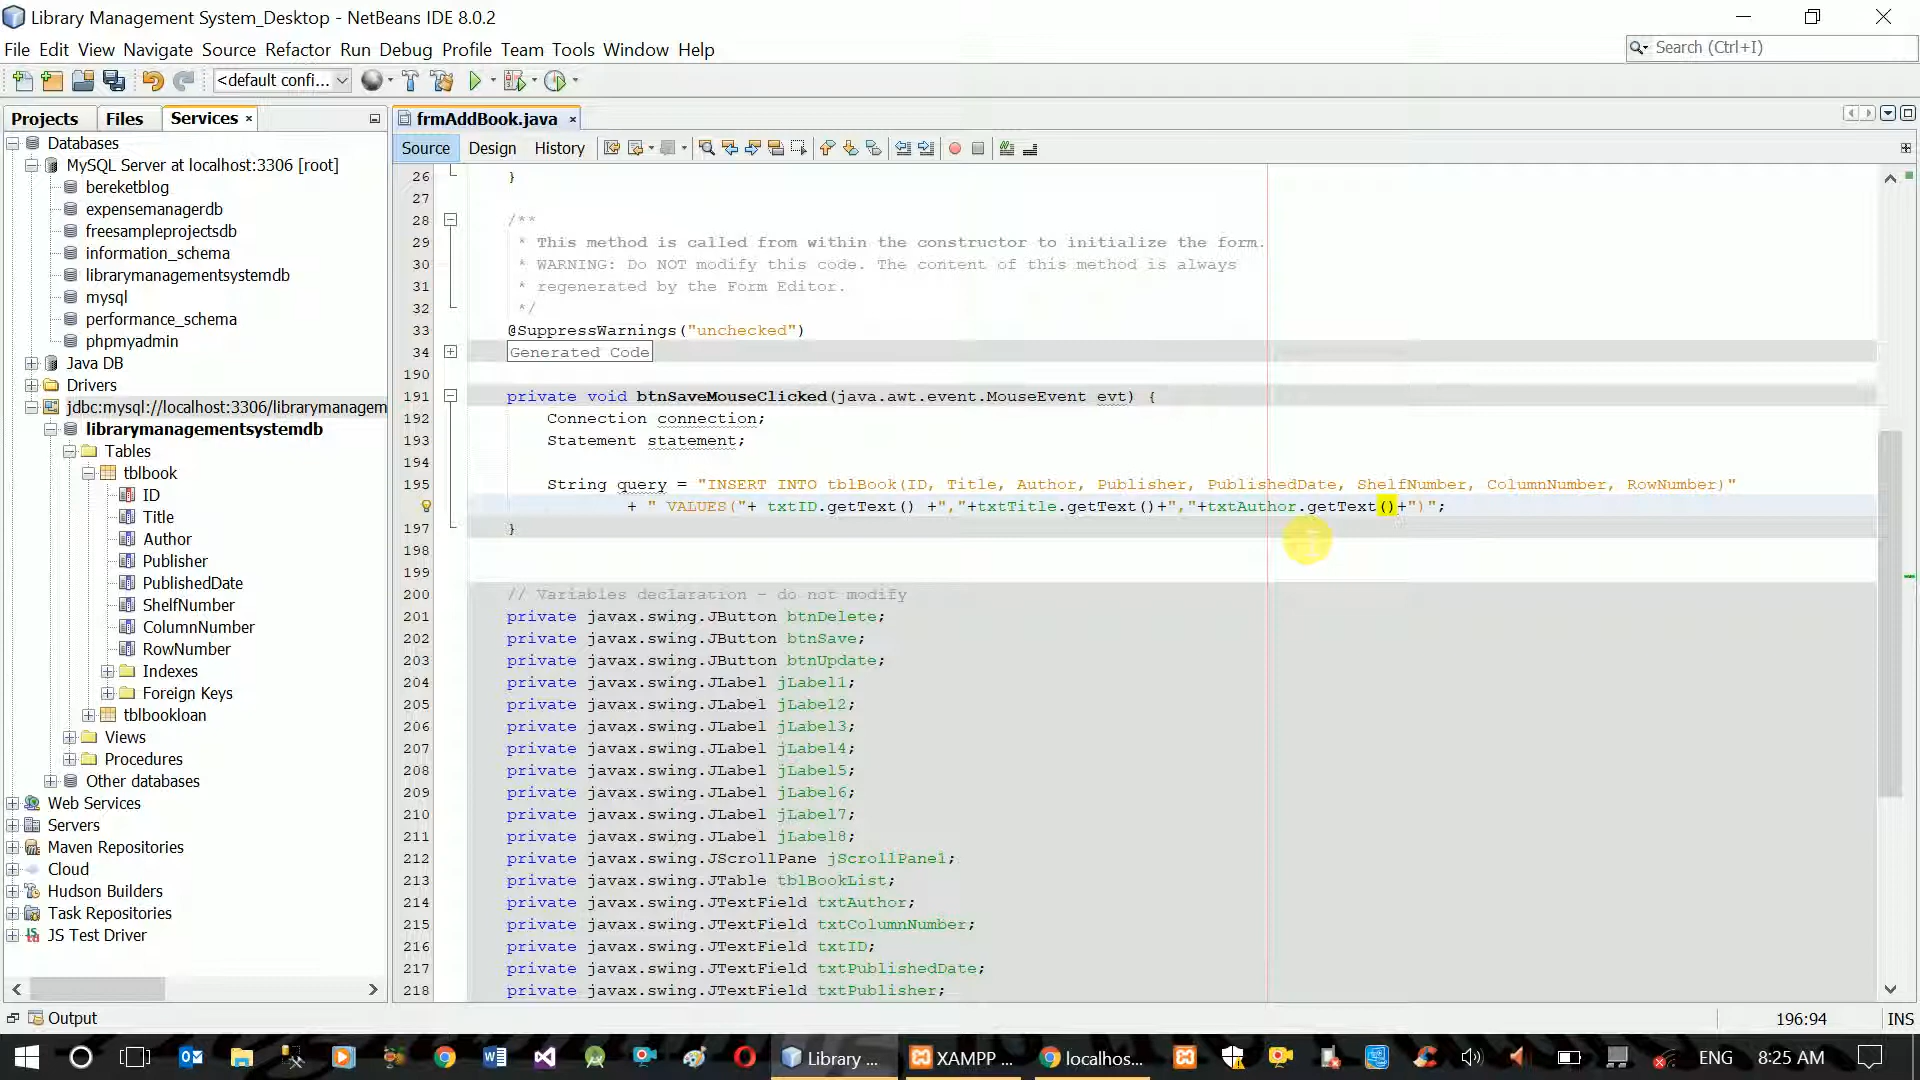 Library Management System_Desktop - NetBeans IDE 8.0.2
File Edit View Navigate Source Refactor Run Debug Profile Team Tools Window Help
Search (Ctrl+I)
<default confi...
Projects Files Services
frmAddBook.java
Source Design History
Databases
MySQL Server at localhost:3306 [root]
bereketblog
expensemanagerdb
freesampleprojectsdb
information_schema
librarymanagementsystemdb
mysql
performance_schema
phpmyadmin
Java DB
Drivers
jdbc:mysql://localhost:3306/librarymanagem
librarymanagementsystemdb
Tables
tblbook
ID
Title
Author
Publisher
PublishedDate
ShelfNumber
ColumnNumber
RowNumber
Indexes
Foreign Keys
tblbookloan
Views
Procedures
Other databases
Web Services
Servers
Maven Repositories
Cloud
Hudson Builders
Task Repositories
JS Test Driver
26 }
27
28 /**
29 * This method is called from within the constructor to initialize the form.
30 * WARNING: Do NOT modify this code. The content of this method is always
31 * regenerated by the Form Editor.
32 */
33 @SuppressWarnings("unchecked")
34 Generated Code
190
191 private void btnSaveMouseClicked(java.awt.event.MouseEvent evt) {
192 Connection connection;
193 Statement statement;
194
195 String query = "INSERT INTO tblBook(ID, Title, Author, Publisher, PublishedDate, ShelfNumber, ColumnNumber, RowNumber)"
+ " VALUES("+ txtID.getText() +","+txtTitle.getText()+","+txtAuthor.getText()+")";
197 }
198
199
200 // Variables declaration - do not modify
201 private javax.swing.JButton btnDelete;
202 private javax.swing.JButton btnSave;
203 private javax.swing.JButton btnUpdate;
204 private javax.swing.JLabel jLabel1;
205 private javax.swing.JLabel jLabel2;
206 private javax.swing.JLabel jLabel3;
207 private javax.swing.JLabel jLabel4;
208 private javax.swing.JLabel jLabel5;
209 private javax.swing.JLabel jLabel6;
210 private javax.swing.JLabel jLabel7;
211 private javax.swing.JLabel jLabel8;
212 private javax.swing.JScrollPane jScrollPane1;
213 private javax.swing.JTable tblBookList;
214 private javax.swing.JTextField txtAuthor;
215 private javax.swing.JTextField txtColumnNumber;
216 private javax.swing.JTextField txtID;
217 private javax.swing.JTextField txtPublishedDate;
218 private javax.swing.JTextField txtPublisher;
Output
196:94 INS
Library ... XAMPP ... localhos... ENG 8:25 AM